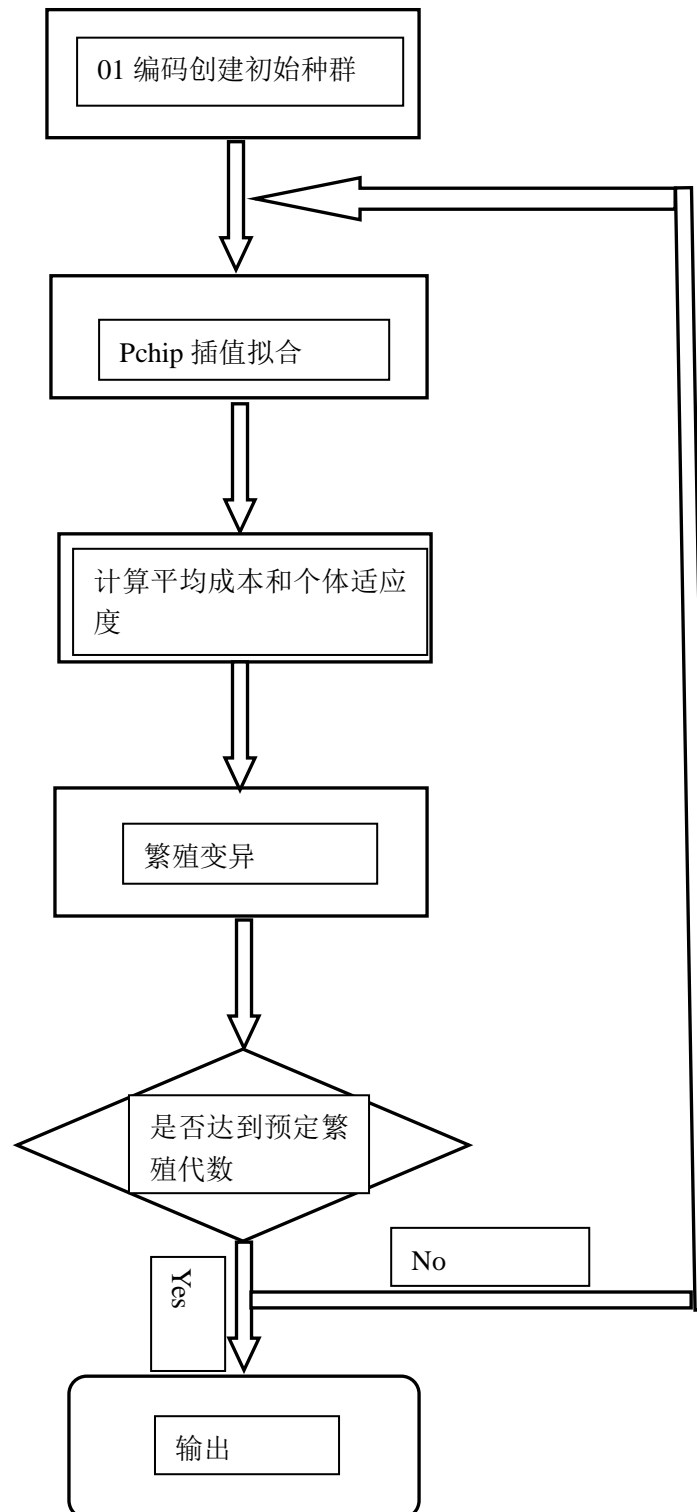 01 编码创建初始种群
Pchip 插值拟合
计算平均成本和个体适应
度
繁殖变异
是否达到预定繁
殖代数
No
Yes
输出